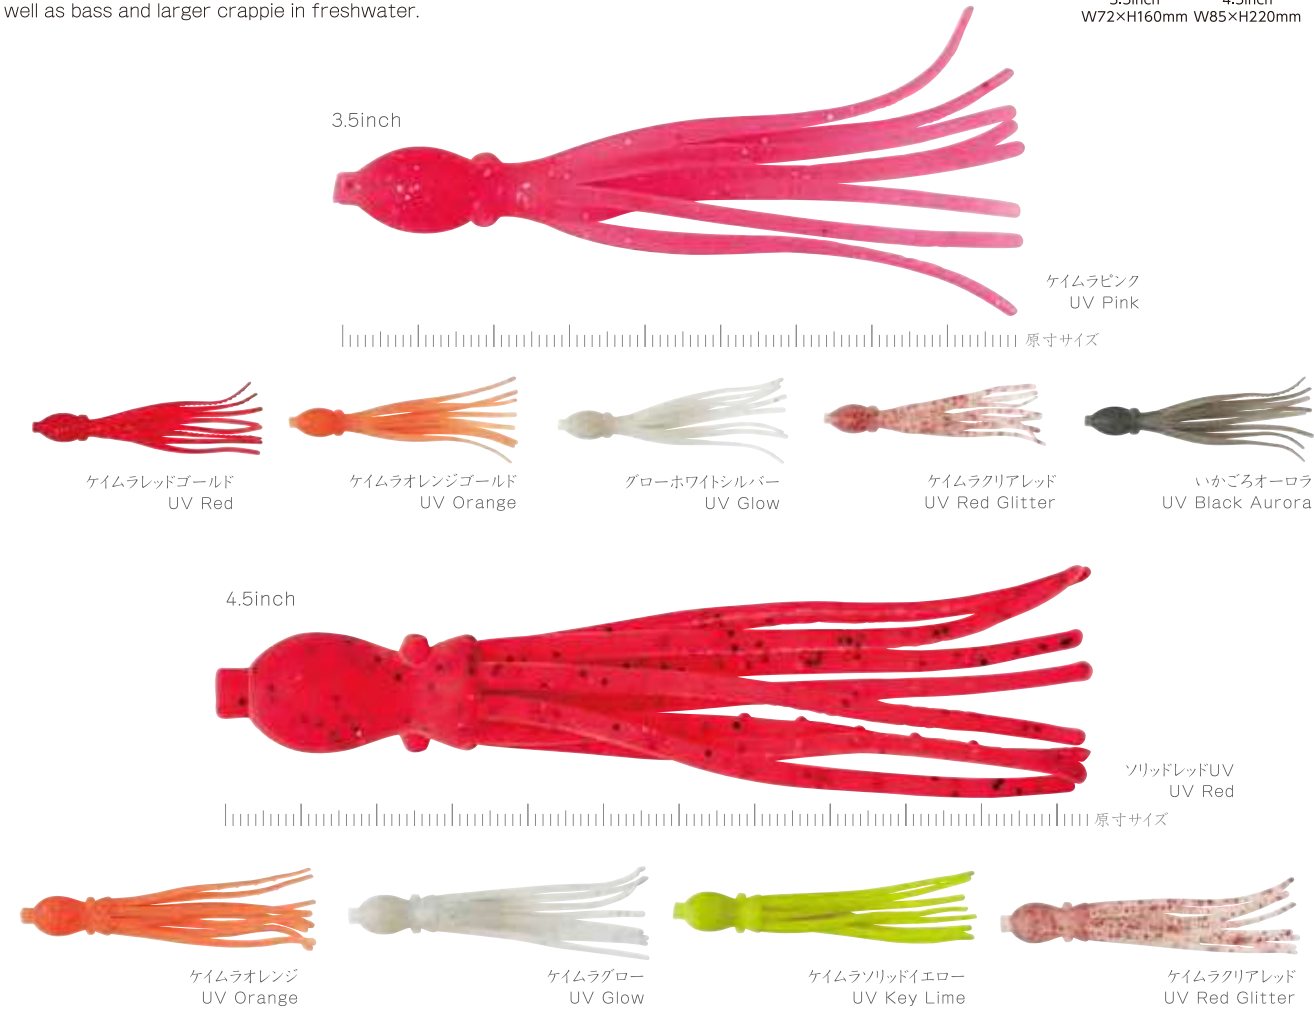 well as bass and larger crappie in freshwater.
3.5inch 4.5inch
W72×H160mm W85×H220mm
3.5inch
ケイムラピンク
UV Pink
原寸サイズ
ケイムラレッドゴールド
UV Red
ケイムラオレンジゴールド
UV Orange
グローホワイトシルバー
UV Glow
ケイムラクリアレッド
UV Red Glitter
いかごろオーロラ
UV Black Aurora
4.5inch
ソリッドレッドUV
UV Red
原寸サイズ
ケイムラオレンジ
UV Orange
ケイムラグロー
UV Glow
ケイムラソリッドイエロー
UV Key Lime
ケイムラクリアレッド
UV Red Glitter